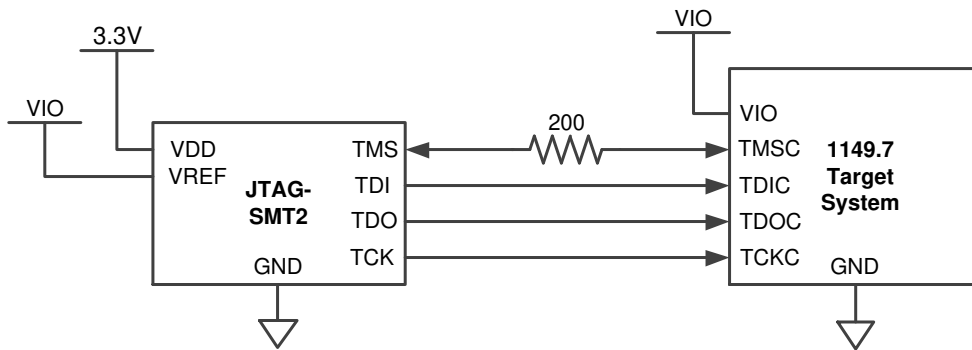 VIO
3.3V
VIO
200
VIO
VDD
TMS
TMSC
1149.7
VREF
JTAG-
TDI
TDIC
Target
SMT2
TDO
TDOC
System
TCK
TCKC
GND
GND